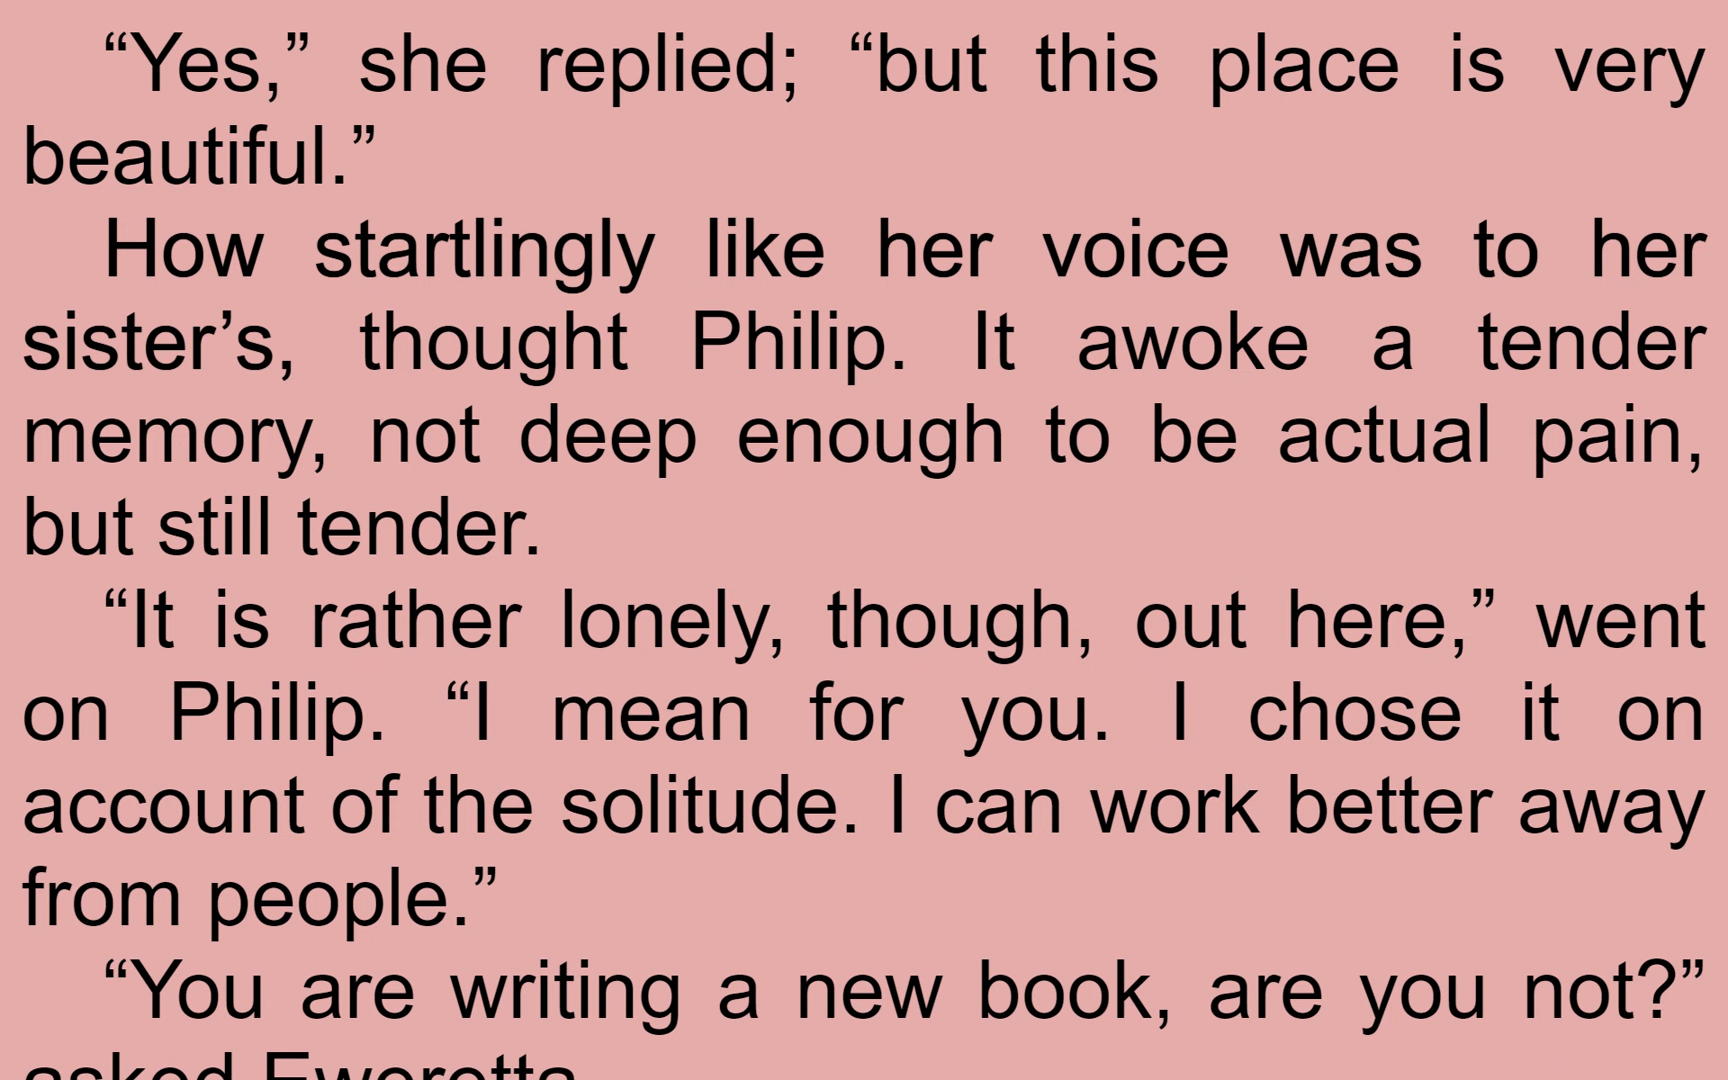 “Yes,” she replied; “but this place is very
beautiful.”
How startlingly like her voice was to her
sister’s, thought Philip. It awoke a tender
memory, not deep enough to be actual pain,
but still tender.
“It is rather lonely, though, out here,” went
on Philip. “I mean for you. I chose it on
account of the solitude. I can work better away
from people.”
“You are writing a new book, are you not?”
asked Eweretta.